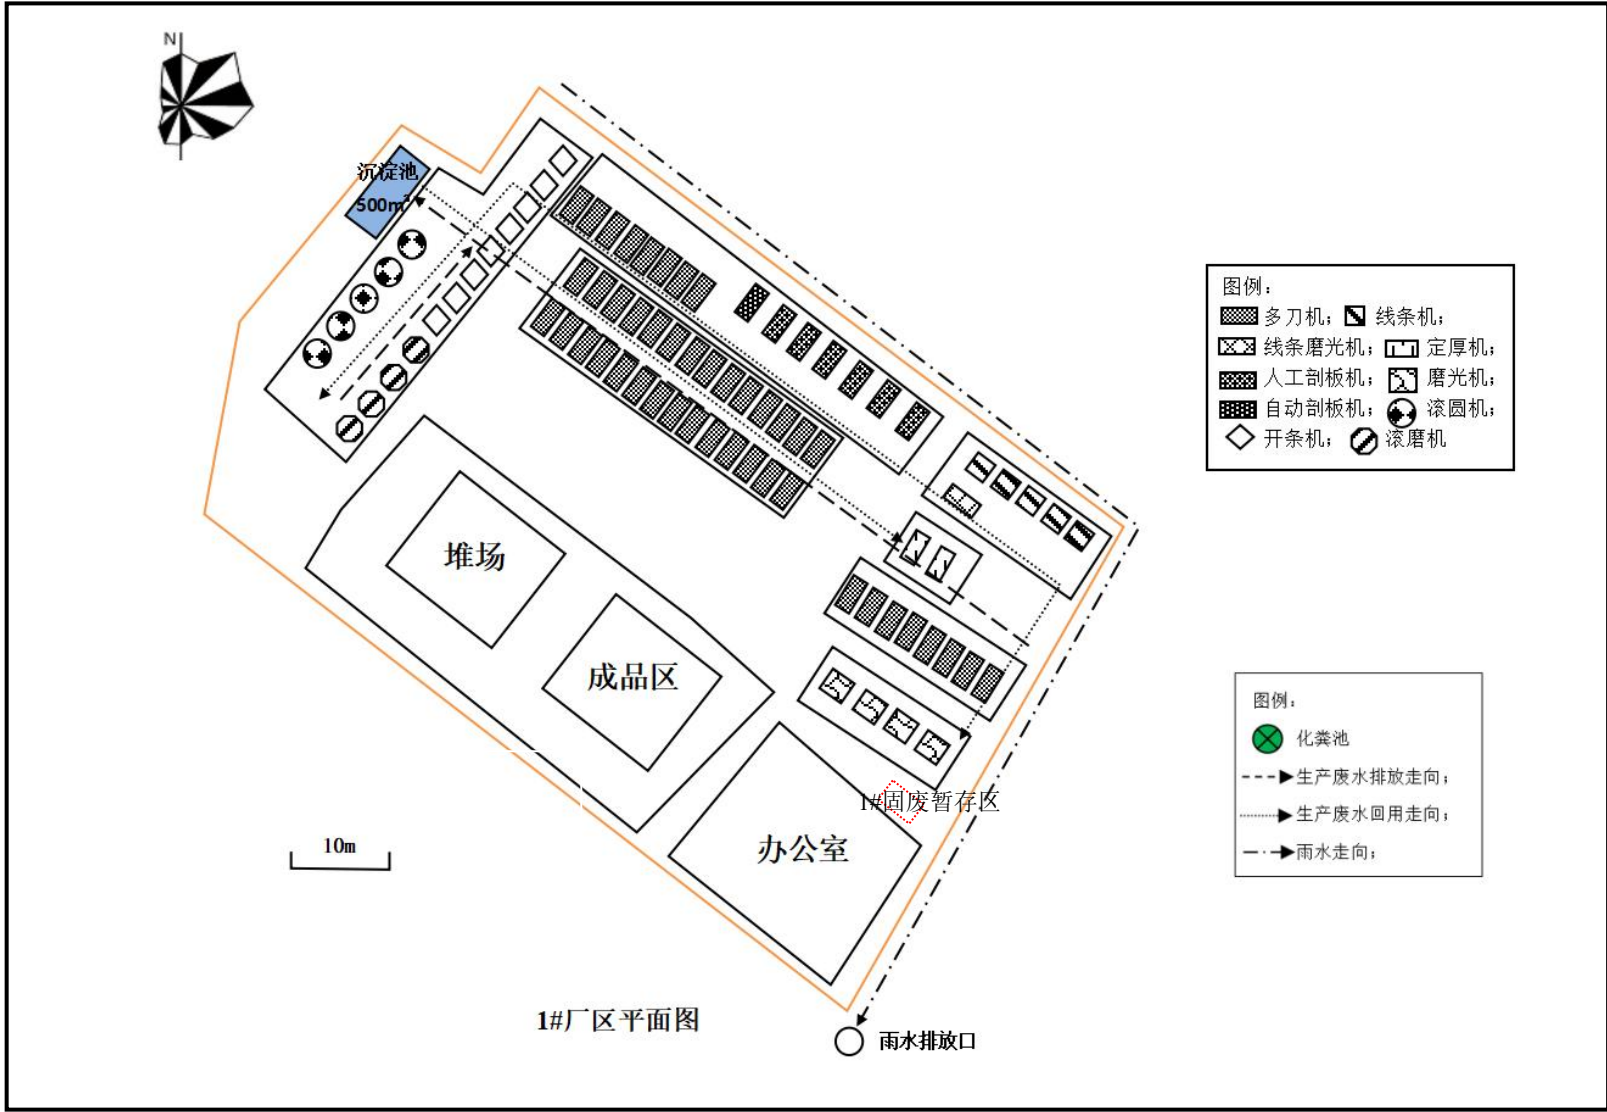 N
沉淀池
500m³
图例：
多刀机； 线条机；
线条磨光机； 定厚机；
人工剖板机； 磨光机；
自动剖板机； 滚圆机；
开条机； 滚磨机
堆场
成品区
图例：
化粪池
生产废水排放走向；
生产废水回用走向；
雨水走向；
1#固废暂存区
办公室
10m
1#厂区平面图
雨水排放口